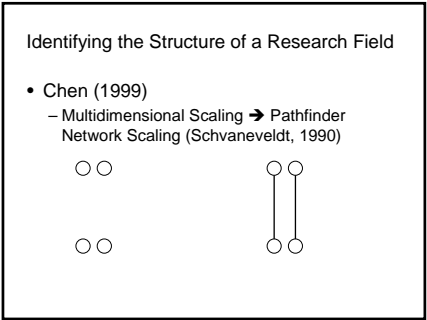 Identifying the Structure of a Research Field
• Chen (1999)
– Multidimensional Scaling ➔ Pathfinder
Network Scaling (Schvaneveldt, 1990)